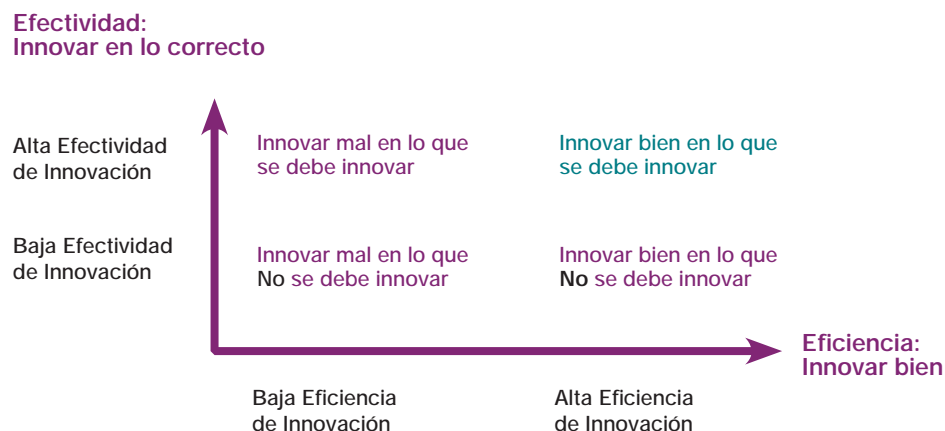 Efectividad:
Innovar en lo correcto
Alta Efectividad
de Innovación
Innovar mal en lo que
se debe innovar
Innovar bien en lo que
se debe innovar
Baja Efectividad
de Innovación
Innovar mal en lo que
No se debe innovar
Innovar bien en lo que
No se debe innovar
Eficiencia:
Innovar bien
Baja Eficiencia
de Innovación
Alta Eficiencia
de Innovación